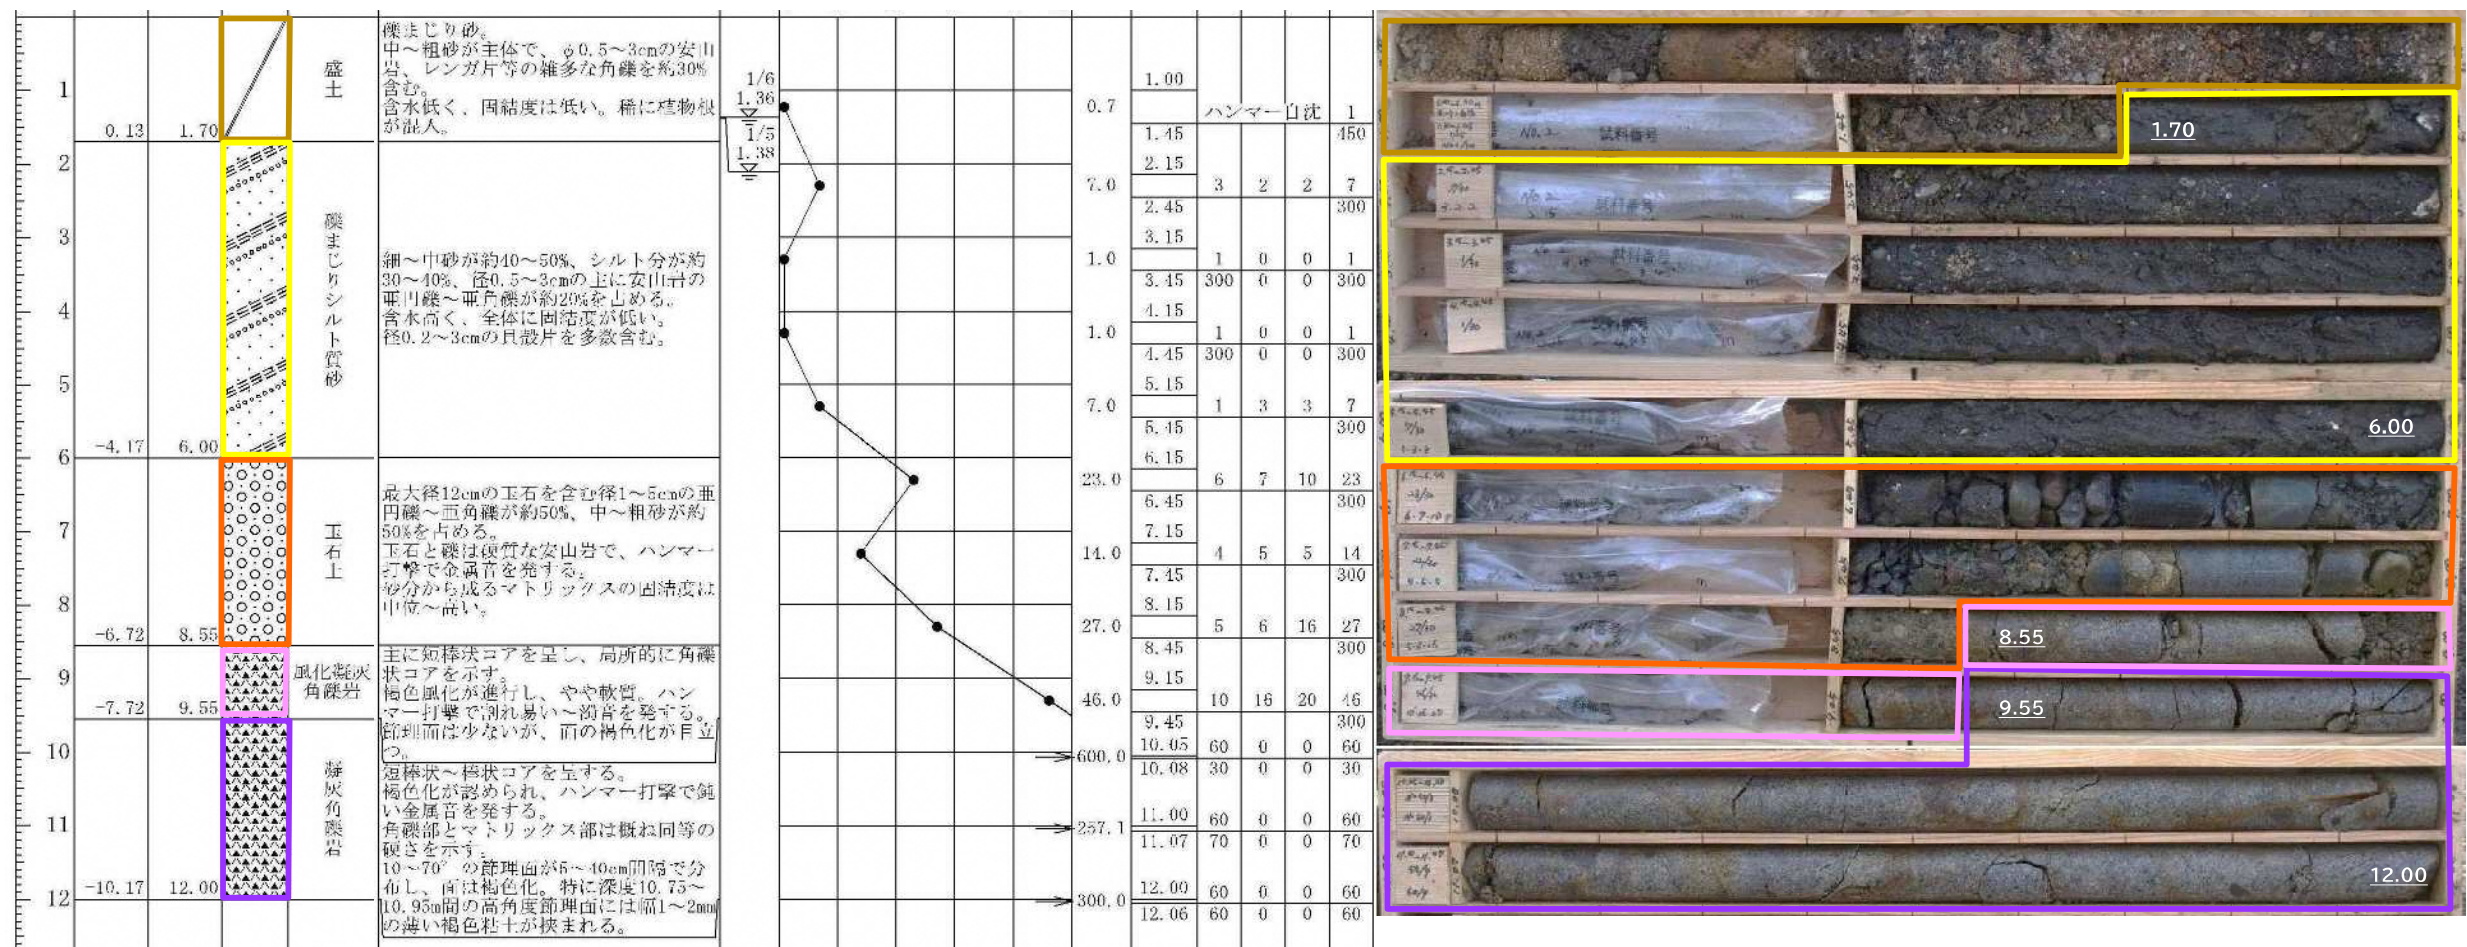 礫まじり砂。
中～粗砂が主体で、φ0.5～3cmの安山
岩、レンガ片等の雑多な角礫を約30%
含む。
含水低く、固結度は低い。稀に植物根
が混入。
盛土
1
0.13 1.70
1/6
1.36
1/5
1.38
0.7
1.00
ハンマー自沈 1
1.45 450
2
2.15
7.0 3 2 2 7
2.45 300
礫まじりシルト質砂
細～中砂が約40～50%、シルト分が約
30～40%、径0.5～3cmの主に安山岩の
亜円礫～亜角礫が約20%を占める。
含水高く、全体に固結度が低い。
径0.2～3cmの貝殻片を多数含む。
3
3.15
1.0 1 0 0 1
3.45 300 0 0 300
4
4.15
1.0 1 0 0 1
4.45 300 0 0 300
5
5.15
7.0 1 3 3 7
5.45 300
-4.17 6.00
6
6.15
23.0 6 7 10 23
6.45 300
玉石土
最大径12cmの玉石を含む径1～5cmの亜
円礫～亜角礫が約50%、中～粗砂が約
50%を占める。
玉石と礫は硬質な安山岩で、ハンマー
打撃で金属音を発する。
砂分から成るマトリックスの固結度は
中位～高い。
7
7.15
14.0 4 5 5 14
7.45 300
8
8.15
27.0 5 6 16 27
8.45 300
-6.72 8.55
風化凝灰
角礫岩
主に短棒状コアを呈し、局所的に角礫
状コアを示す。
褐色風化が進行し、やや軟質。ハン
マー打撃で割れ易い～濁音を発する。
節理面は少ないが、面の褐色化が目立
つ。
9
9.15
46.0 10 16 20 46
9.45 300
-7.72 9.55
凝灰角礫岩
短棒状～棒状コアを呈する。
褐色化が認められ、ハンマー打撃で鈍
い金属音を発する。
角礫部とマトリックス部は概ね同等の
硬さを示す。
10～70°の節理面が5～40cm間隔で分
布し、面は褐色化。特に深度10.75～
10.95m間の高角度節理面には幅1～2mm
の薄い褐色粘土が挟まれる。
10
10.05 60 0 0 60
600.0
10.08 30 0 0 30
11
11.00 60 0 0 60
257.1
11.07 70 0 0 70
-10.17 12.00
12
12.00 60 0 0 60
300.0
12.06 60 0 0 60
1.70
6.00
8.55
9.55
12.00
試料番号
試料番号
試料番号
試料番号